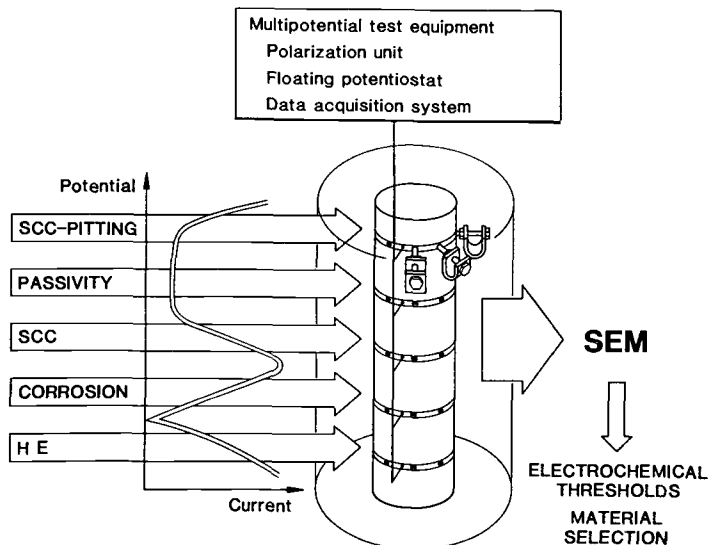 Multipotential test equipment
Polarization unit
Floating potentiostat
Data acquisition system
Potential
SCC-PITTING
PASSIVITY
SCC
CORROSION
H E
Current
SEM
ELECTROCHEMICAL
THRESHOLDS
MATERIAL
SELECTION